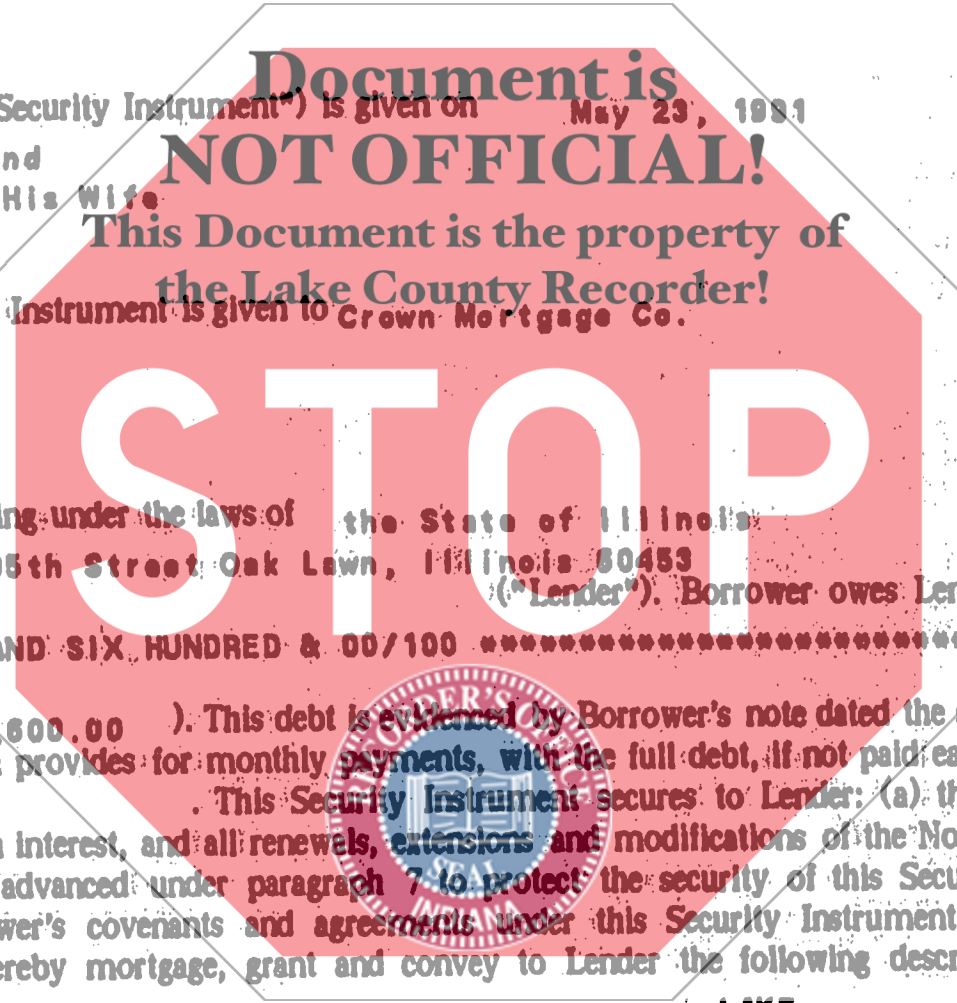 Document is
Security Instrument") is given on May 23, 1991
NOT OFFICIAL!
nd
His Wife
This Document is the property of
the Lake County Recorder!
Instrument is given to Crown Mortgage Co.
STOP
ing under the laws of the State of Illinois
95th Street Oak Lawn, Illinois 60453
("Lender"). Borrower owes Len
AND SIX HUNDRED & 00/100 ************************
600.00 ). This debt is evidenced by Borrower's note dated the
provides for monthly payments, with the full debt, if not paid ea
. This Security Instrument secures to Lender: (a) th
interest, and all renewals, extensions and modifications of the No
advanced under paragraph 7 to protect the security of this Secu
wer's covenants and agreements under this Security Instrument
ereby mortgage, grant and convey to Lender the following descr
RECORDER'S OFFICE
SEAL
INDIANA